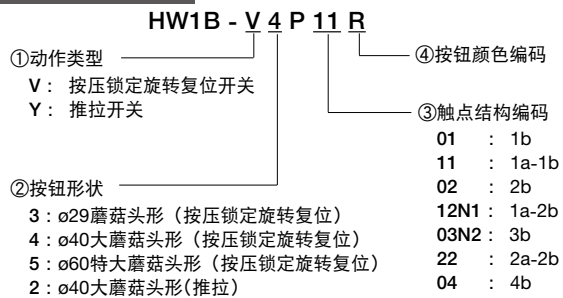 HW1B - V 4 P 11 R
①动作类型
V： 按压锁定旋转复位开关
Y： 推拉开关
②按钮形状
3：ø29蘑菇头形（按压锁定旋转复位）
4：ø40大蘑菇头形（按压锁定旋转复位）
5：ø60特大蘑菇头形（按压锁定旋转复位）
2：ø40大蘑菇头形(推拉）
④按钮颜色编码
③触点结构编码
01 ： 1b
11 ： 1a-1b
02 ： 2b
12N1： 1a-2b
03N2： 3b
22 ： 2a-2b
04 ： 4b